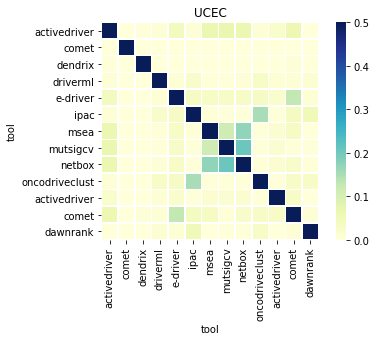 UCEC
activedriver
comet
dendrix
driverml
e-driver
ipac
msea
mutsigcv
netbox
oncodriveclust
activedriver
comet
dawnrank
tool
activedriver
comet
dendrix
driverml
e-driver
ipac
msea
mutsigcv
netbox
oncodriveclust
activedriver
comet
dawnrank
tool
0.5
0.4
0.3
0.2
0.1
0.0